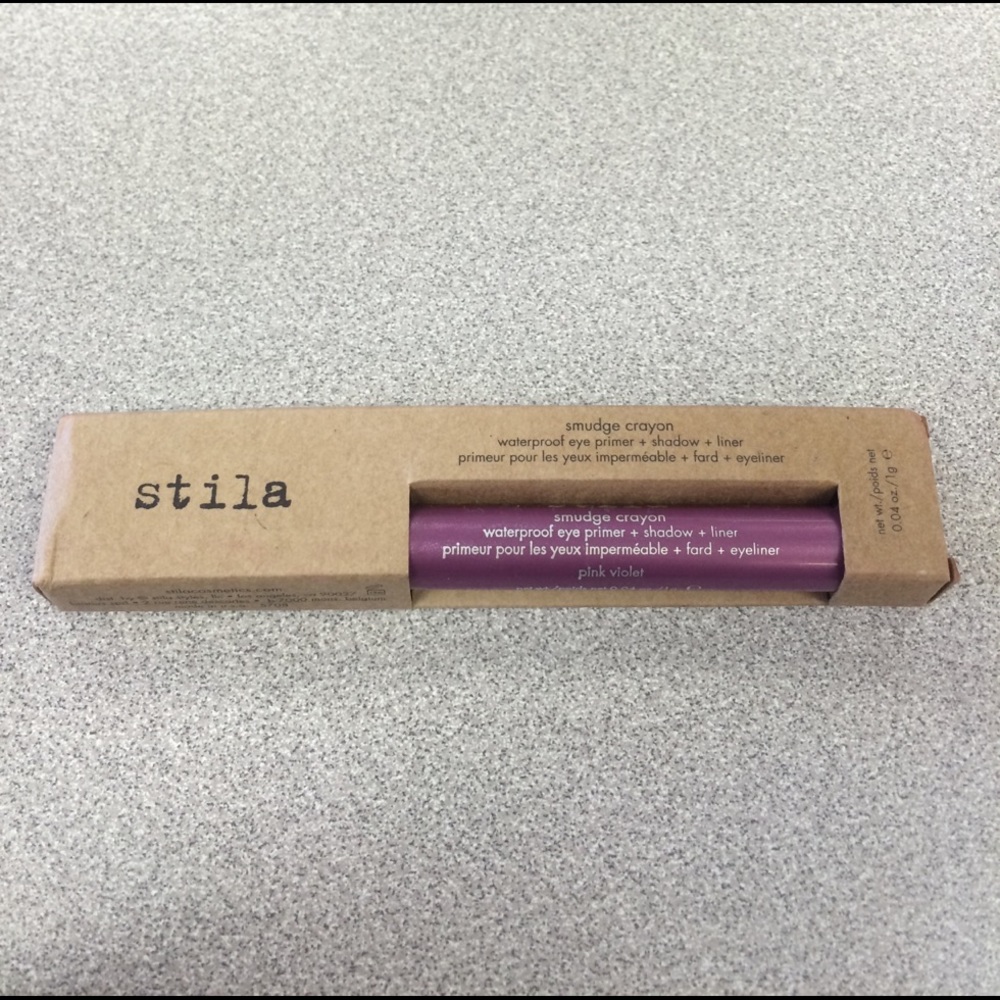 stila
smudge crayon
waterproof eye primer + shadow + liner
primeur pour les yeux imperméable + fard + eyeliner
net wt./poids net
0.04 oz./1g e
smudge crayon
waterproof eye primer + shadow + liner
primeur pour les yeux imperméable + fard + eyeliner
pink violet
stilacosmetics.com